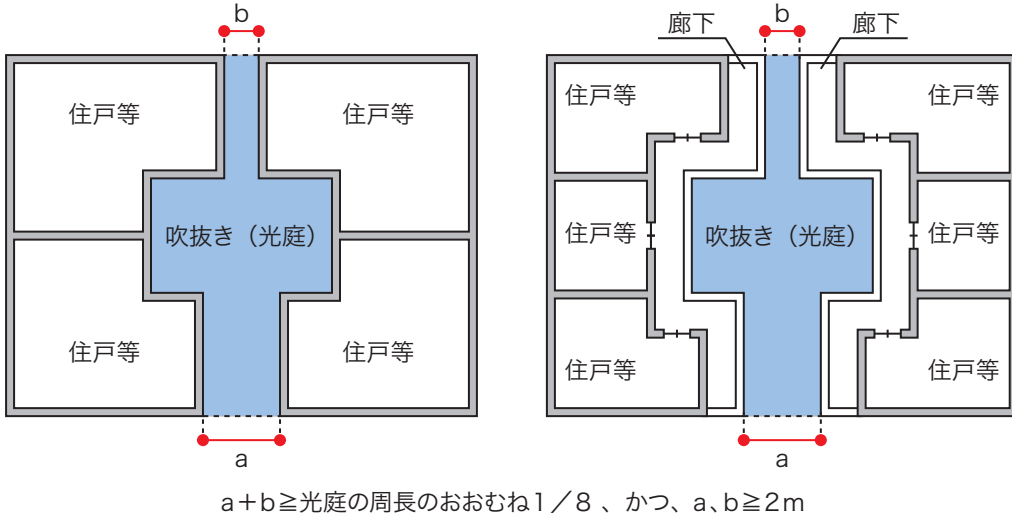 b
住戸等
住戸等
吹抜き（光庭）
住戸等
住戸等
a
b
廊下
廊下
住戸等
住戸等
住戸等
吹抜き（光庭）
住戸等
住戸等
住戸等
a
a＋b≧光庭の周長のおおむね1／8 、かつ、a、b≧2m